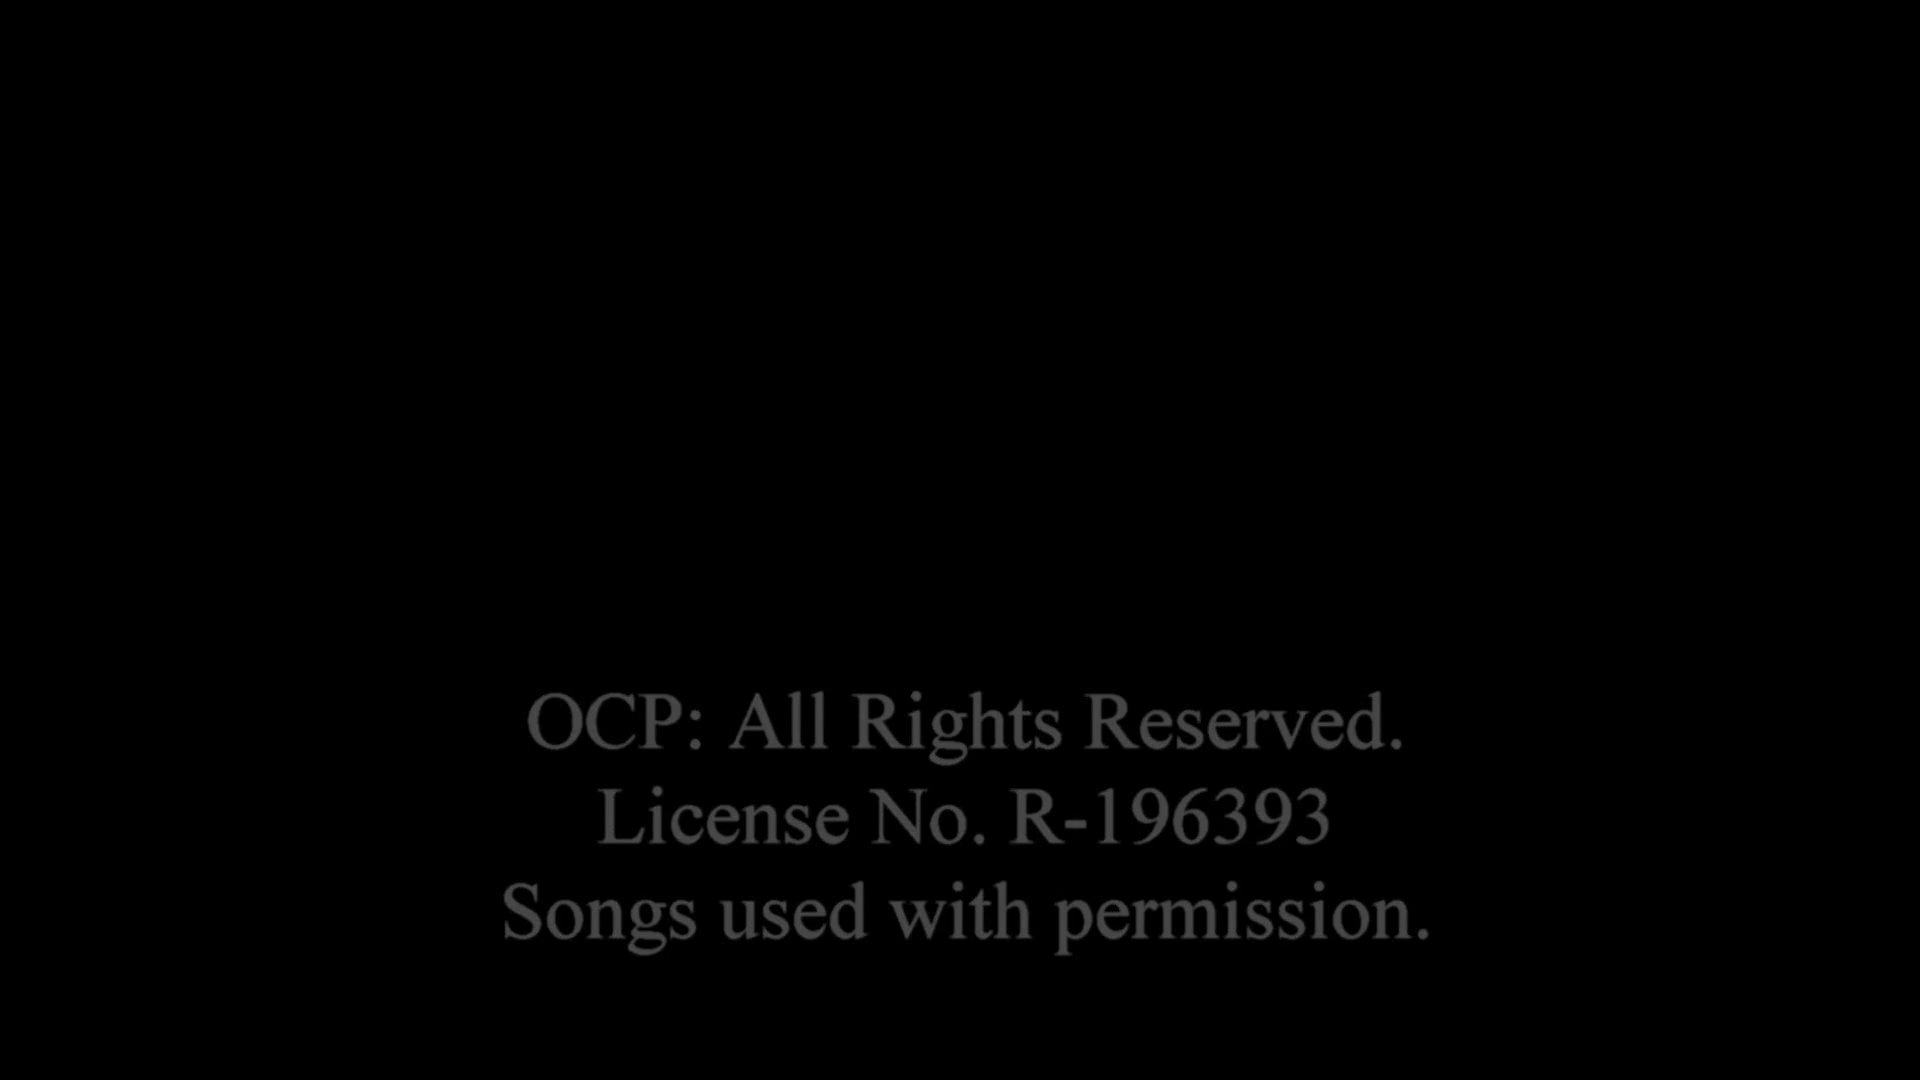 OCP: All Rights Reserved.
License No. R-196393
Songs used with permission.